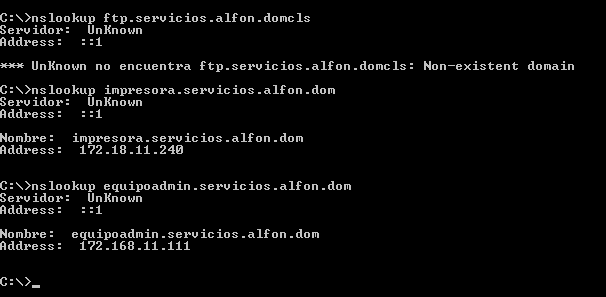 C:\>nslookup ftp.servicios.alfon.domcls
Servidor:  UnKnown
Address:  ::1
*** UnKnown no encuentra ftp.servicios.alfon.domcls: Non-existent domain
C:\>nslookup impresora.servicios.alfon.dom
Servidor:  UnKnown
Address:  ::1
Nombre:  impresora.servicios.alfon.dom
Address:  172.18.11.240
C:\>nslookup equipoadmin.servicios.alfon.dom
Servidor:  UnKnown
Address:  ::1
Nombre:  equipoadmin.servicios.alfon.dom
Address:  172.168.11.111
C:\>_